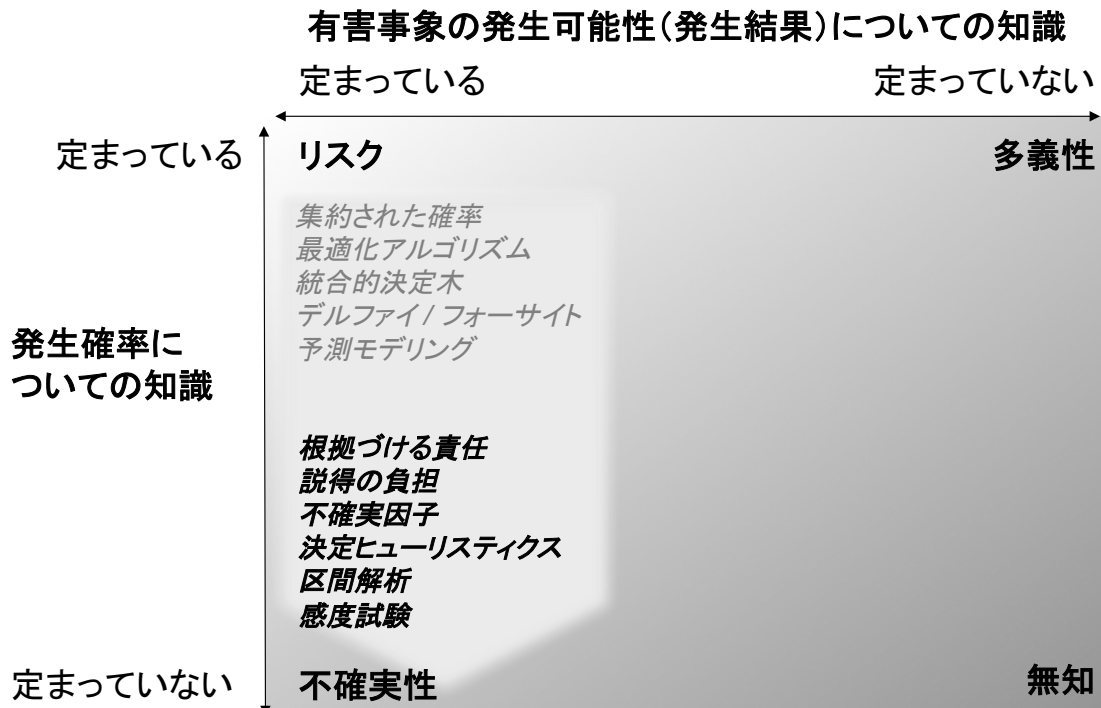 有害事象の発生可能性(発生結果)についての知識
定まっている
定まっていない
定まっている
リスク
多義性
集約された確率
最適化アルゴリズム
統合的決定木
デルファイ / フォーサイト
予測モデリング
発生確率に
ついての知識
根拠づける責任
説得の負担
不確実因子
決定ヒューリスティクス
区間解析
感度試験
定まっていない
不確実性
無知